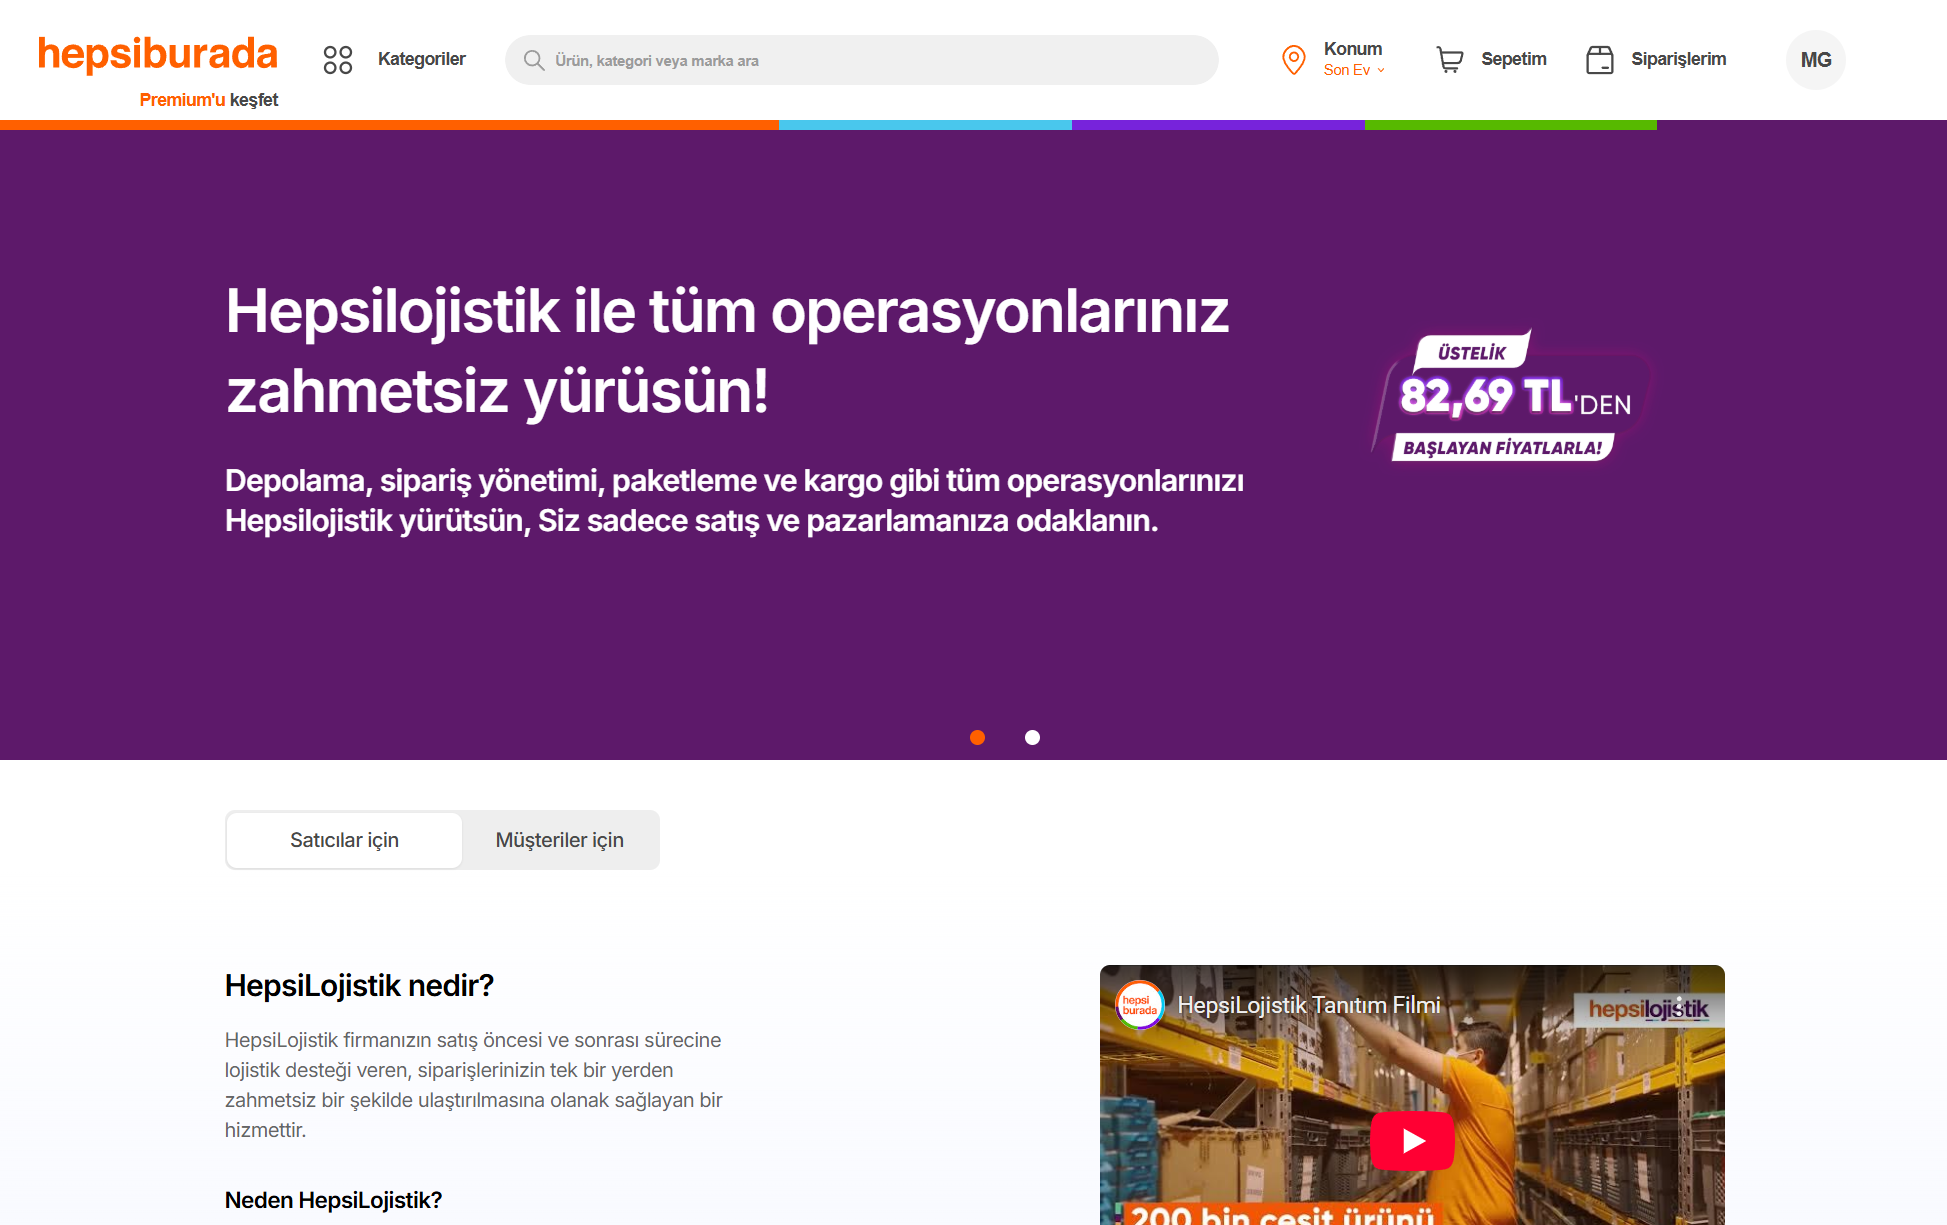 hepsiburada
Premium'u keşfet
Kategoriler
Ürün, kategori veya marka ara
Konum
Son Ev
Sepetim
Siparişlerim
MG
Hepsilojistik ile tüm operasyonlarınız
zahmetsiz yürüsün!
Depolama, sipariş yönetimi, paketleme ve kargo gibi tüm operasyonlarınızı
Hepsilojistik yürütsün, Siz sadece satış ve pazarlamanıza odaklanın.
ÜSTELİK
82,69 TL'DEN
BAŞLAYAN FİYATLARLA!
Satıcılar için
Müşteriler için
HepsiLojistik nedir?
HepsiLojistik firmanızın satış öncesi ve sonrası sürecine
lojistik desteği veren, siparişlerinizin tek bir yerden
zahmetsiz bir şekilde ulaştırılmasına olanak sağlayan bir
hizmettir.
Neden HepsiLojistik?
hepsi
burada
HepsiLojistik Tanıtım Filmi
hepsilojistik
200 bin çeşit ürünü